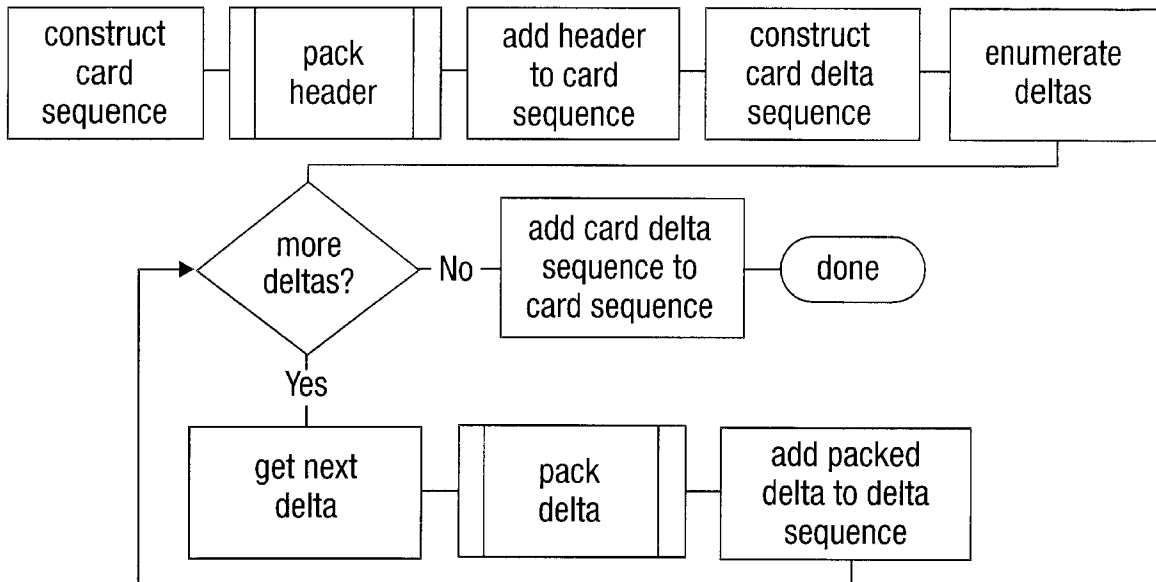 construct
card
sequence
pack
header
add header
to card
sequence
construct
card delta
sequence
enumerate
deltas
more
deltas?
No
add card delta
sequence to
card sequence
done
Yes
get next
delta
pack
delta
add packed
delta to delta
sequence